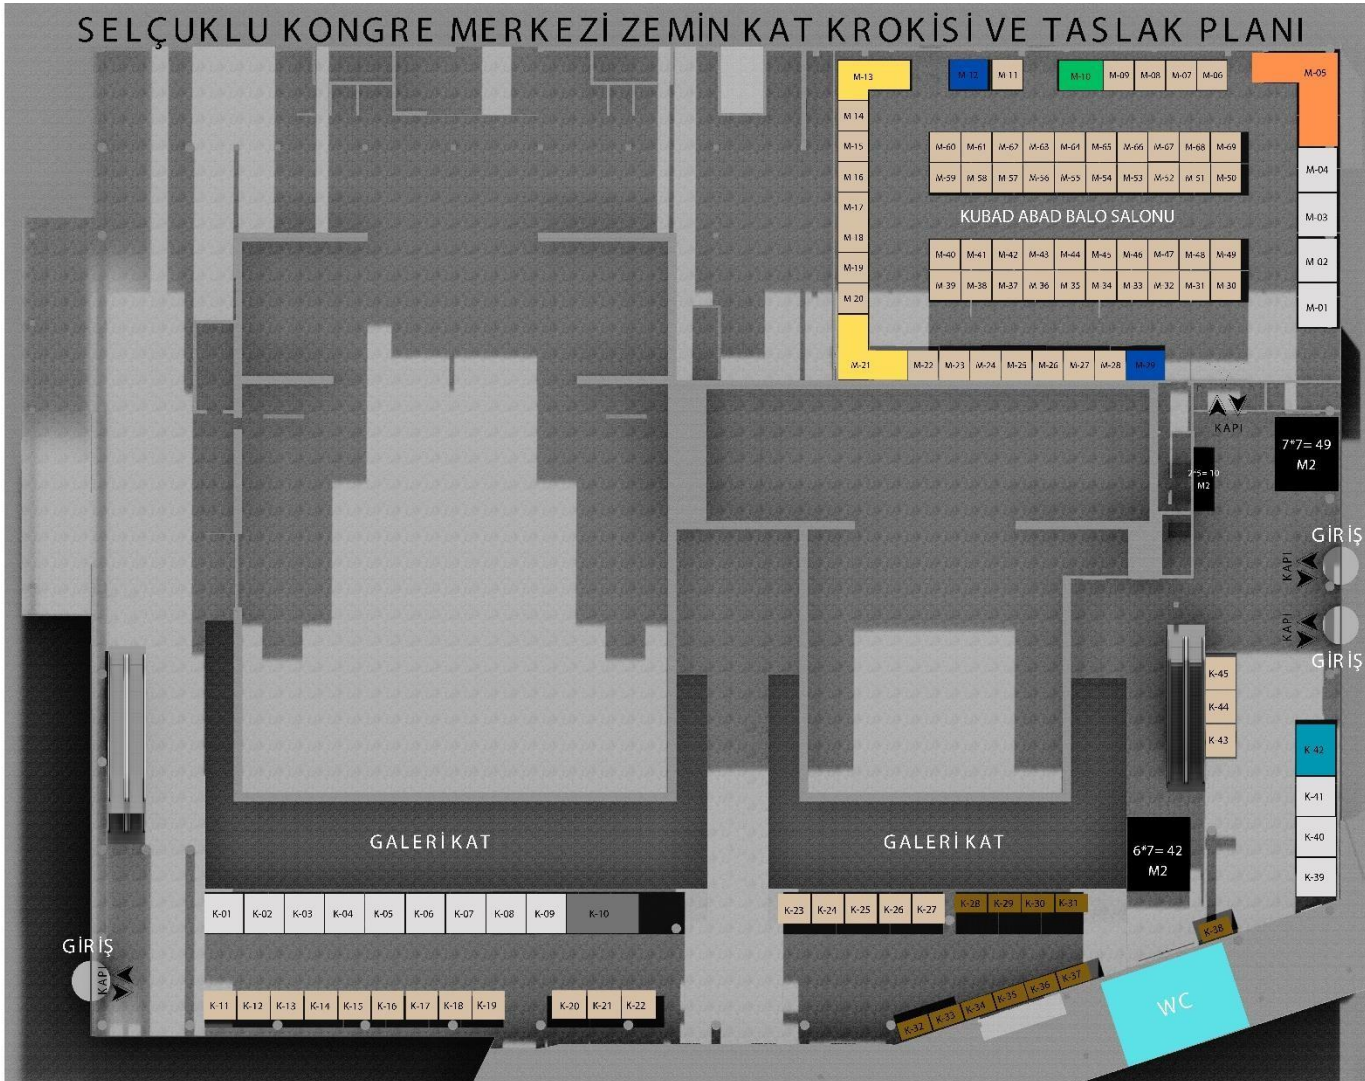 SELÇUKLU KONGRE MERKEZİ ZEMİN KAT KROKİSİ VE TASLAK PLANI
M-13
M-12
M-11
M-10
M-09
M-08
M-07
M-06
M-05
M 14
M-15
M 16
M-17
M 18
M-19
M 20
M-21
M-60
M-61
M-62
M-63
M-64
M-65
M-66
M-67
M-68
M-69
M-59
M 58
M 57
M-56
M-55
M-54
M-53
M-52
M 51
M-50
KUBAD ABAD BALO SALONU
M-40
M-41
M-42
M-43
M-44
M-45
M-46
M-47
M-48
M-49
M 39
M-38
M-37
M 36
M 35
M 34
M 33
M-32
M-31
M 30
M-04
M-03
M 02
M-01
M-22
M-23
M-24
M-25
M-26
M-27
M-28
M-29
KAPI
7*7= 49
M2
2*5= 10
M2
GİRİŞ
KAPI
KAPI
GİRİŞ
K-45
K-44
K-43
K-42
K-41
K-40
K-39
GALERİ KAT
GALERİ KAT
6*7= 42
M2
K-01
K-02
K-03
K-04
K-05
K-06
K-07
K-08
K-09
K-10
K-23
K-24
K-25
K-26
K-27
K-28
K-29
K-30
K-31
K-38
GİRİŞ
KAPI
K-11
K-12
K-13
K-14
K-15
K-16
K-17
K-18
K-19
K-20
K-21
K-22
K-32
K-33
K-34
K-35
K-36
K-37
WC